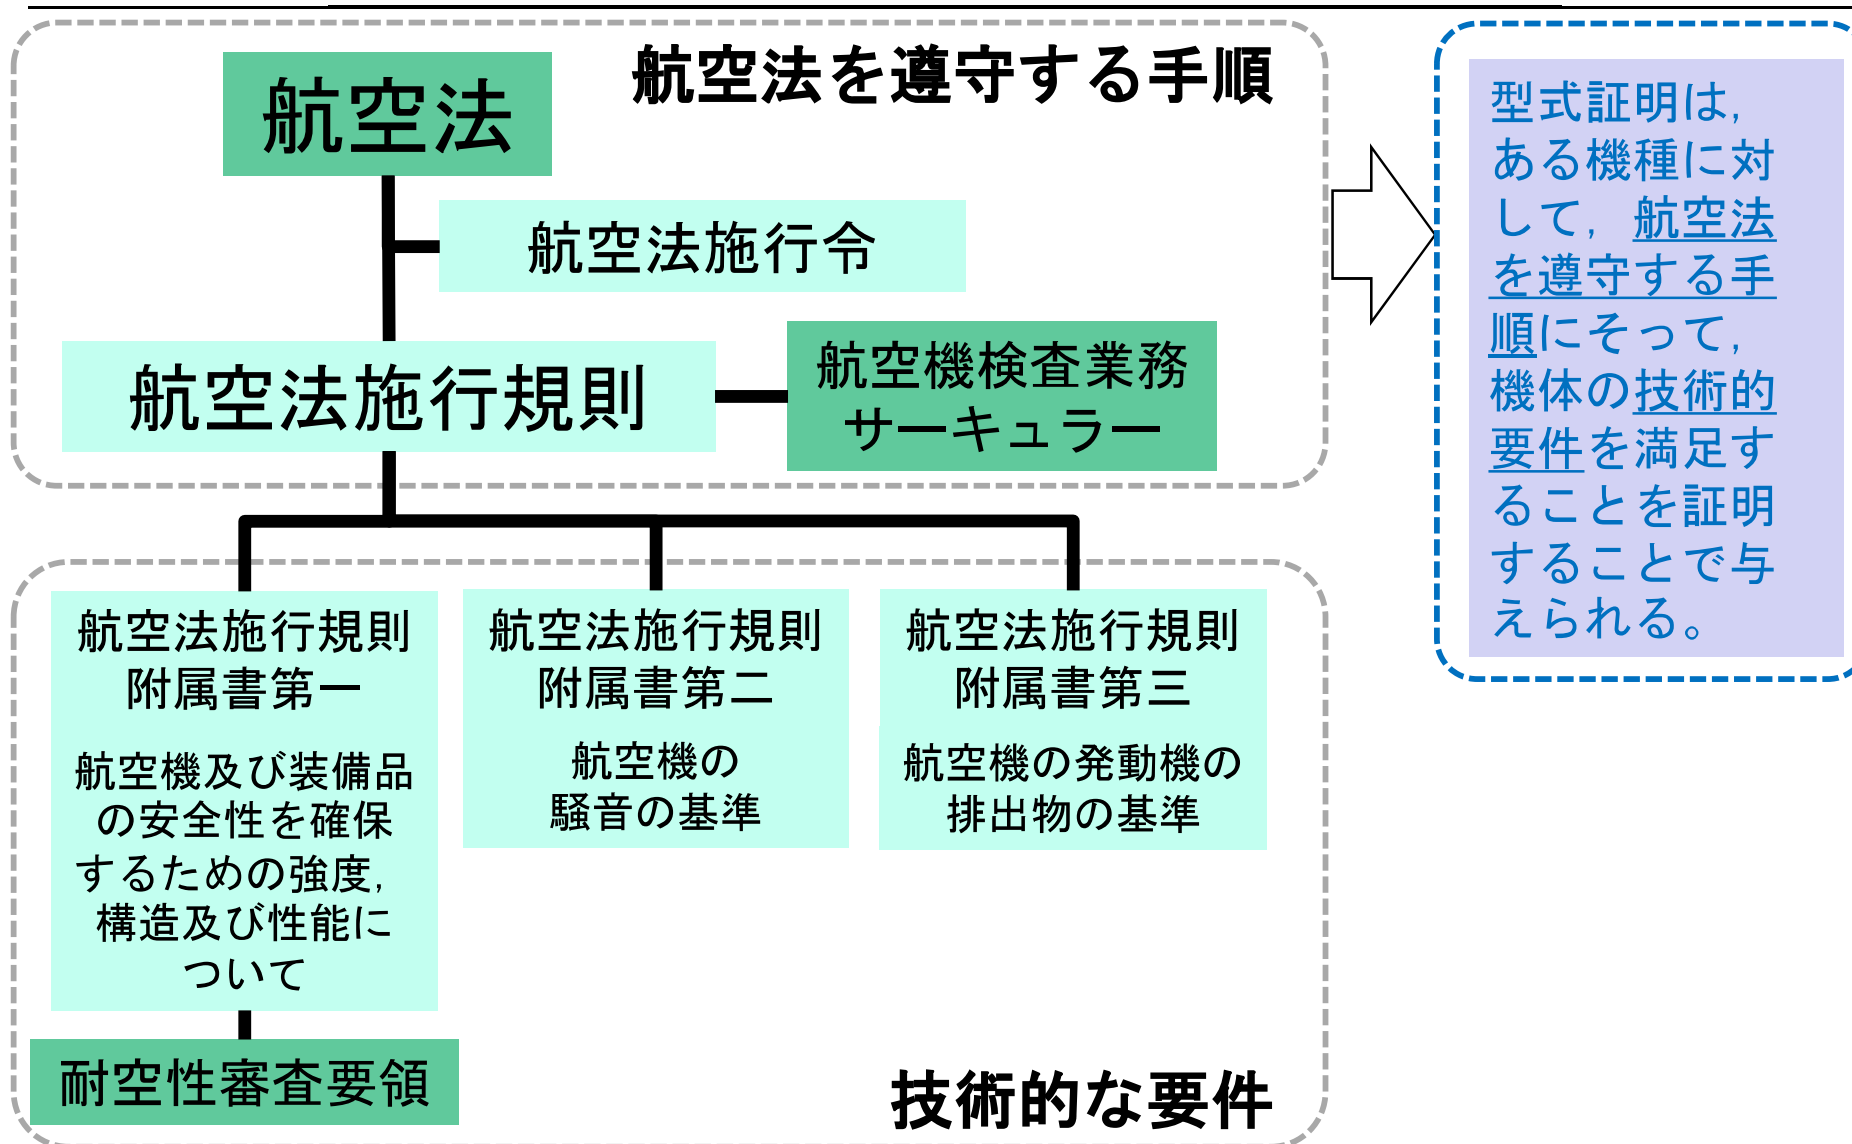 航空法を遵守する手順
航空法
航空法施行令
航空法施行規則
航空機検査業務
サーキュラー
航空法施行規則
附属書第一
航空機及び装備品
の安全性を確保
するための強度，
構造及び性能に
ついて
耐空性審査要領
航空法施行規則
附属書第二
航空機の
騒音の基準
航空法施行規則
附属書第三
航空機の発動機の
排出物の基準
技術的な要件
型式証明は，
ある機種に対
して，航空法
を遵守する手
順にそって，
機体の技術的
要件を満足す
ることを証明
することで与
えられる。